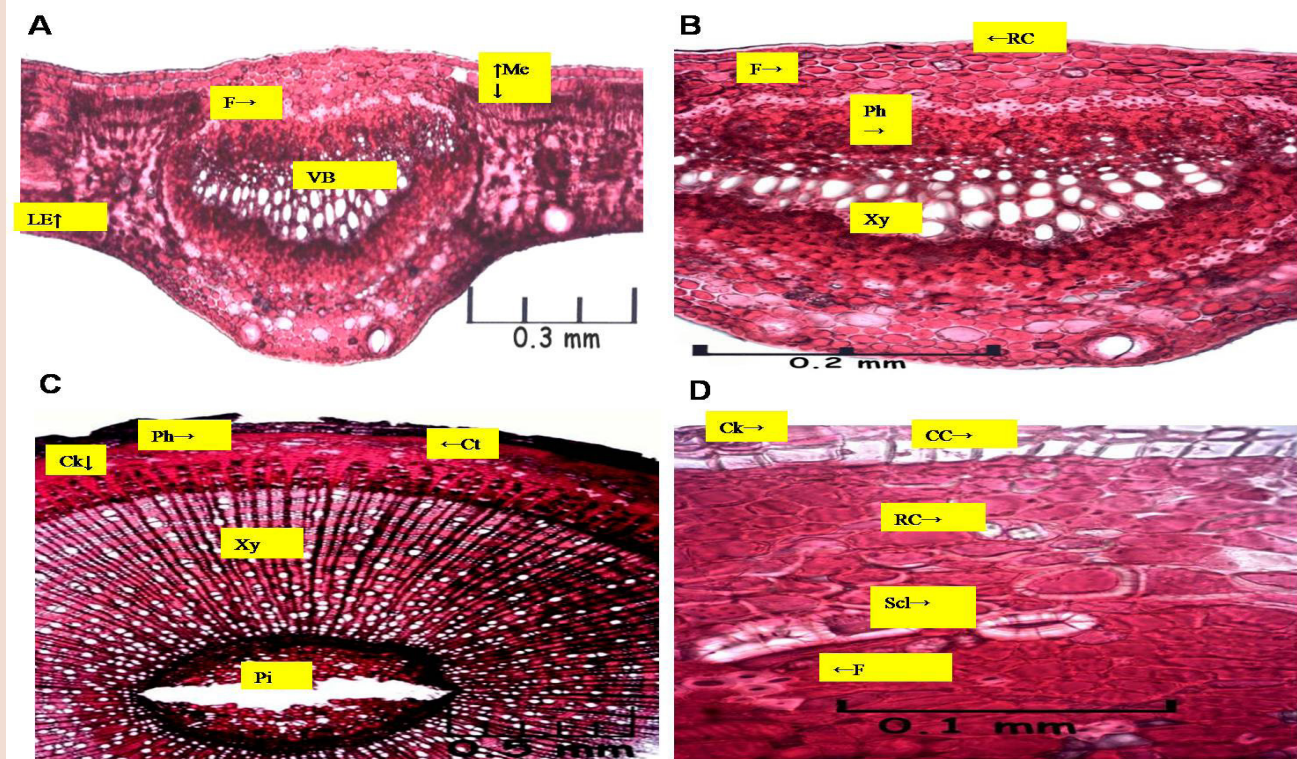 A
↑Me
↓
F→
VB
LE↑
0.3 mm
B
←RC
F→
Ph
→
Xy
0.2 mm
C
Ph→
←Ct
Ck↓
Xy
Pi
0.5 mm
D
Ck→
CC→
RC→
Scl→
←F
0.1 mm